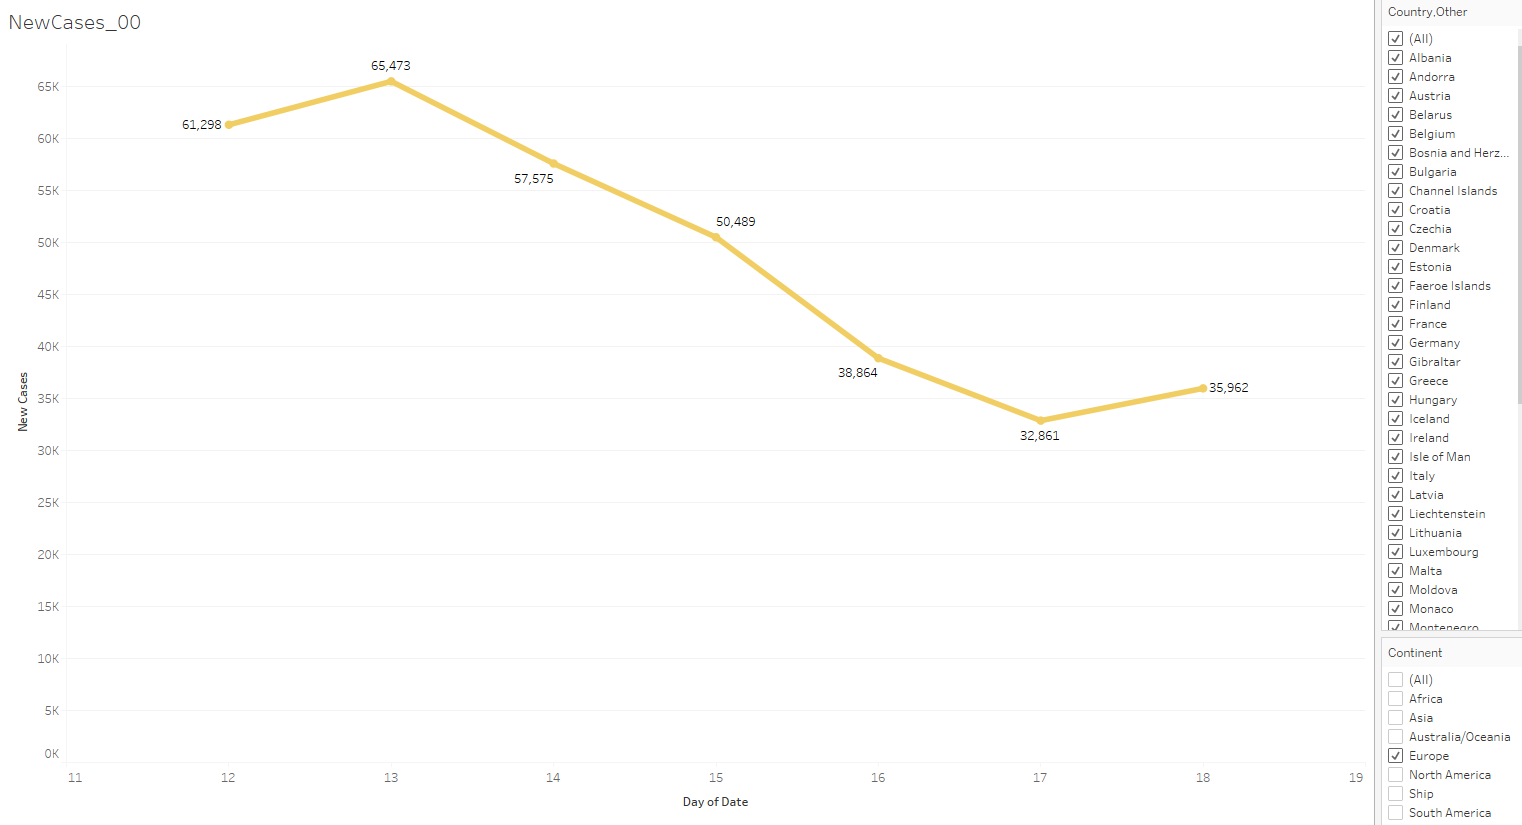 NewCases_00
65,473
61,298
57,575
50,489
38,864
32,861
35,962
65K
60K
55K
50K
45K
40K
35K
30K
25K
20K
15K
10K
5K
0K
New Cases
11 12 13 14 15 16 17 18 19
Day of Date
Country,Other
(All)
Albania
Andorra
Austria
Belarus
Belgium
Bosnia and Herz...
Bulgaria
Channel Islands
Croatia
Czechia
Denmark
Estonia
Faeroe Islands
Finland
France
Germany
Gibraltar
Greece
Hungary
Iceland
Ireland
Isle of Man
Italy
Latvia
Liechtenstein
Lithuania
Luxembourg
Malta
Moldova
Monaco
Montenegro
Continent
(All)
Africa
Asia
Australia/Oceania
Europe
North America
Ship
South America